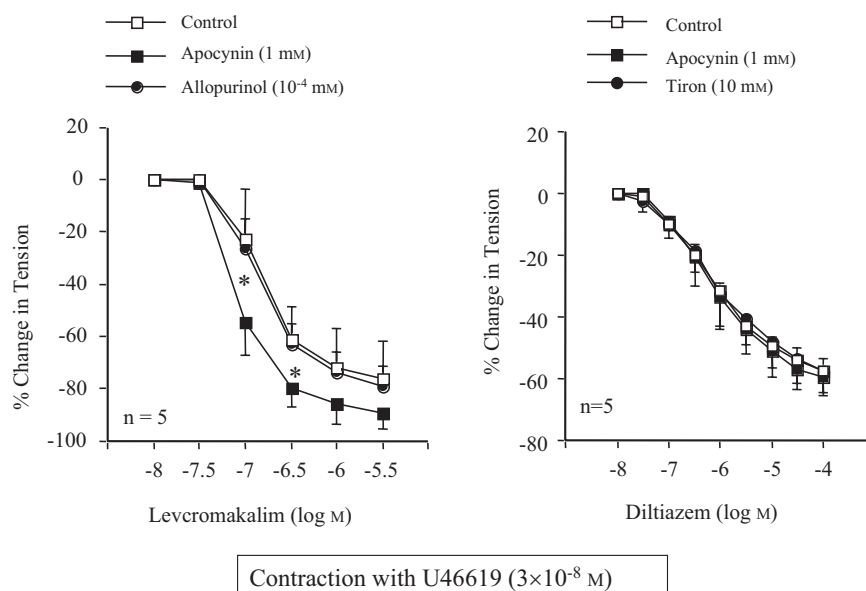 Control
Apocynin (1 mM)
Allopurinol (10⁻⁴ mM)
20
0
-20
-40
-60
-80
-100
% Change in Tension
*
*
n = 5
-8 -7.5 -7 -6.5 -6 -5.5
Levcromakalim (log M)
Control
Apocynin (1 mM)
Tiron (10 mM)
20
0
-20
-40
-60
-80
% Change in Tension
n=5
-8 -7 -6 -5 -4
Diltiazem (log M)
Contraction with U46619 (3×10⁻⁸ M)